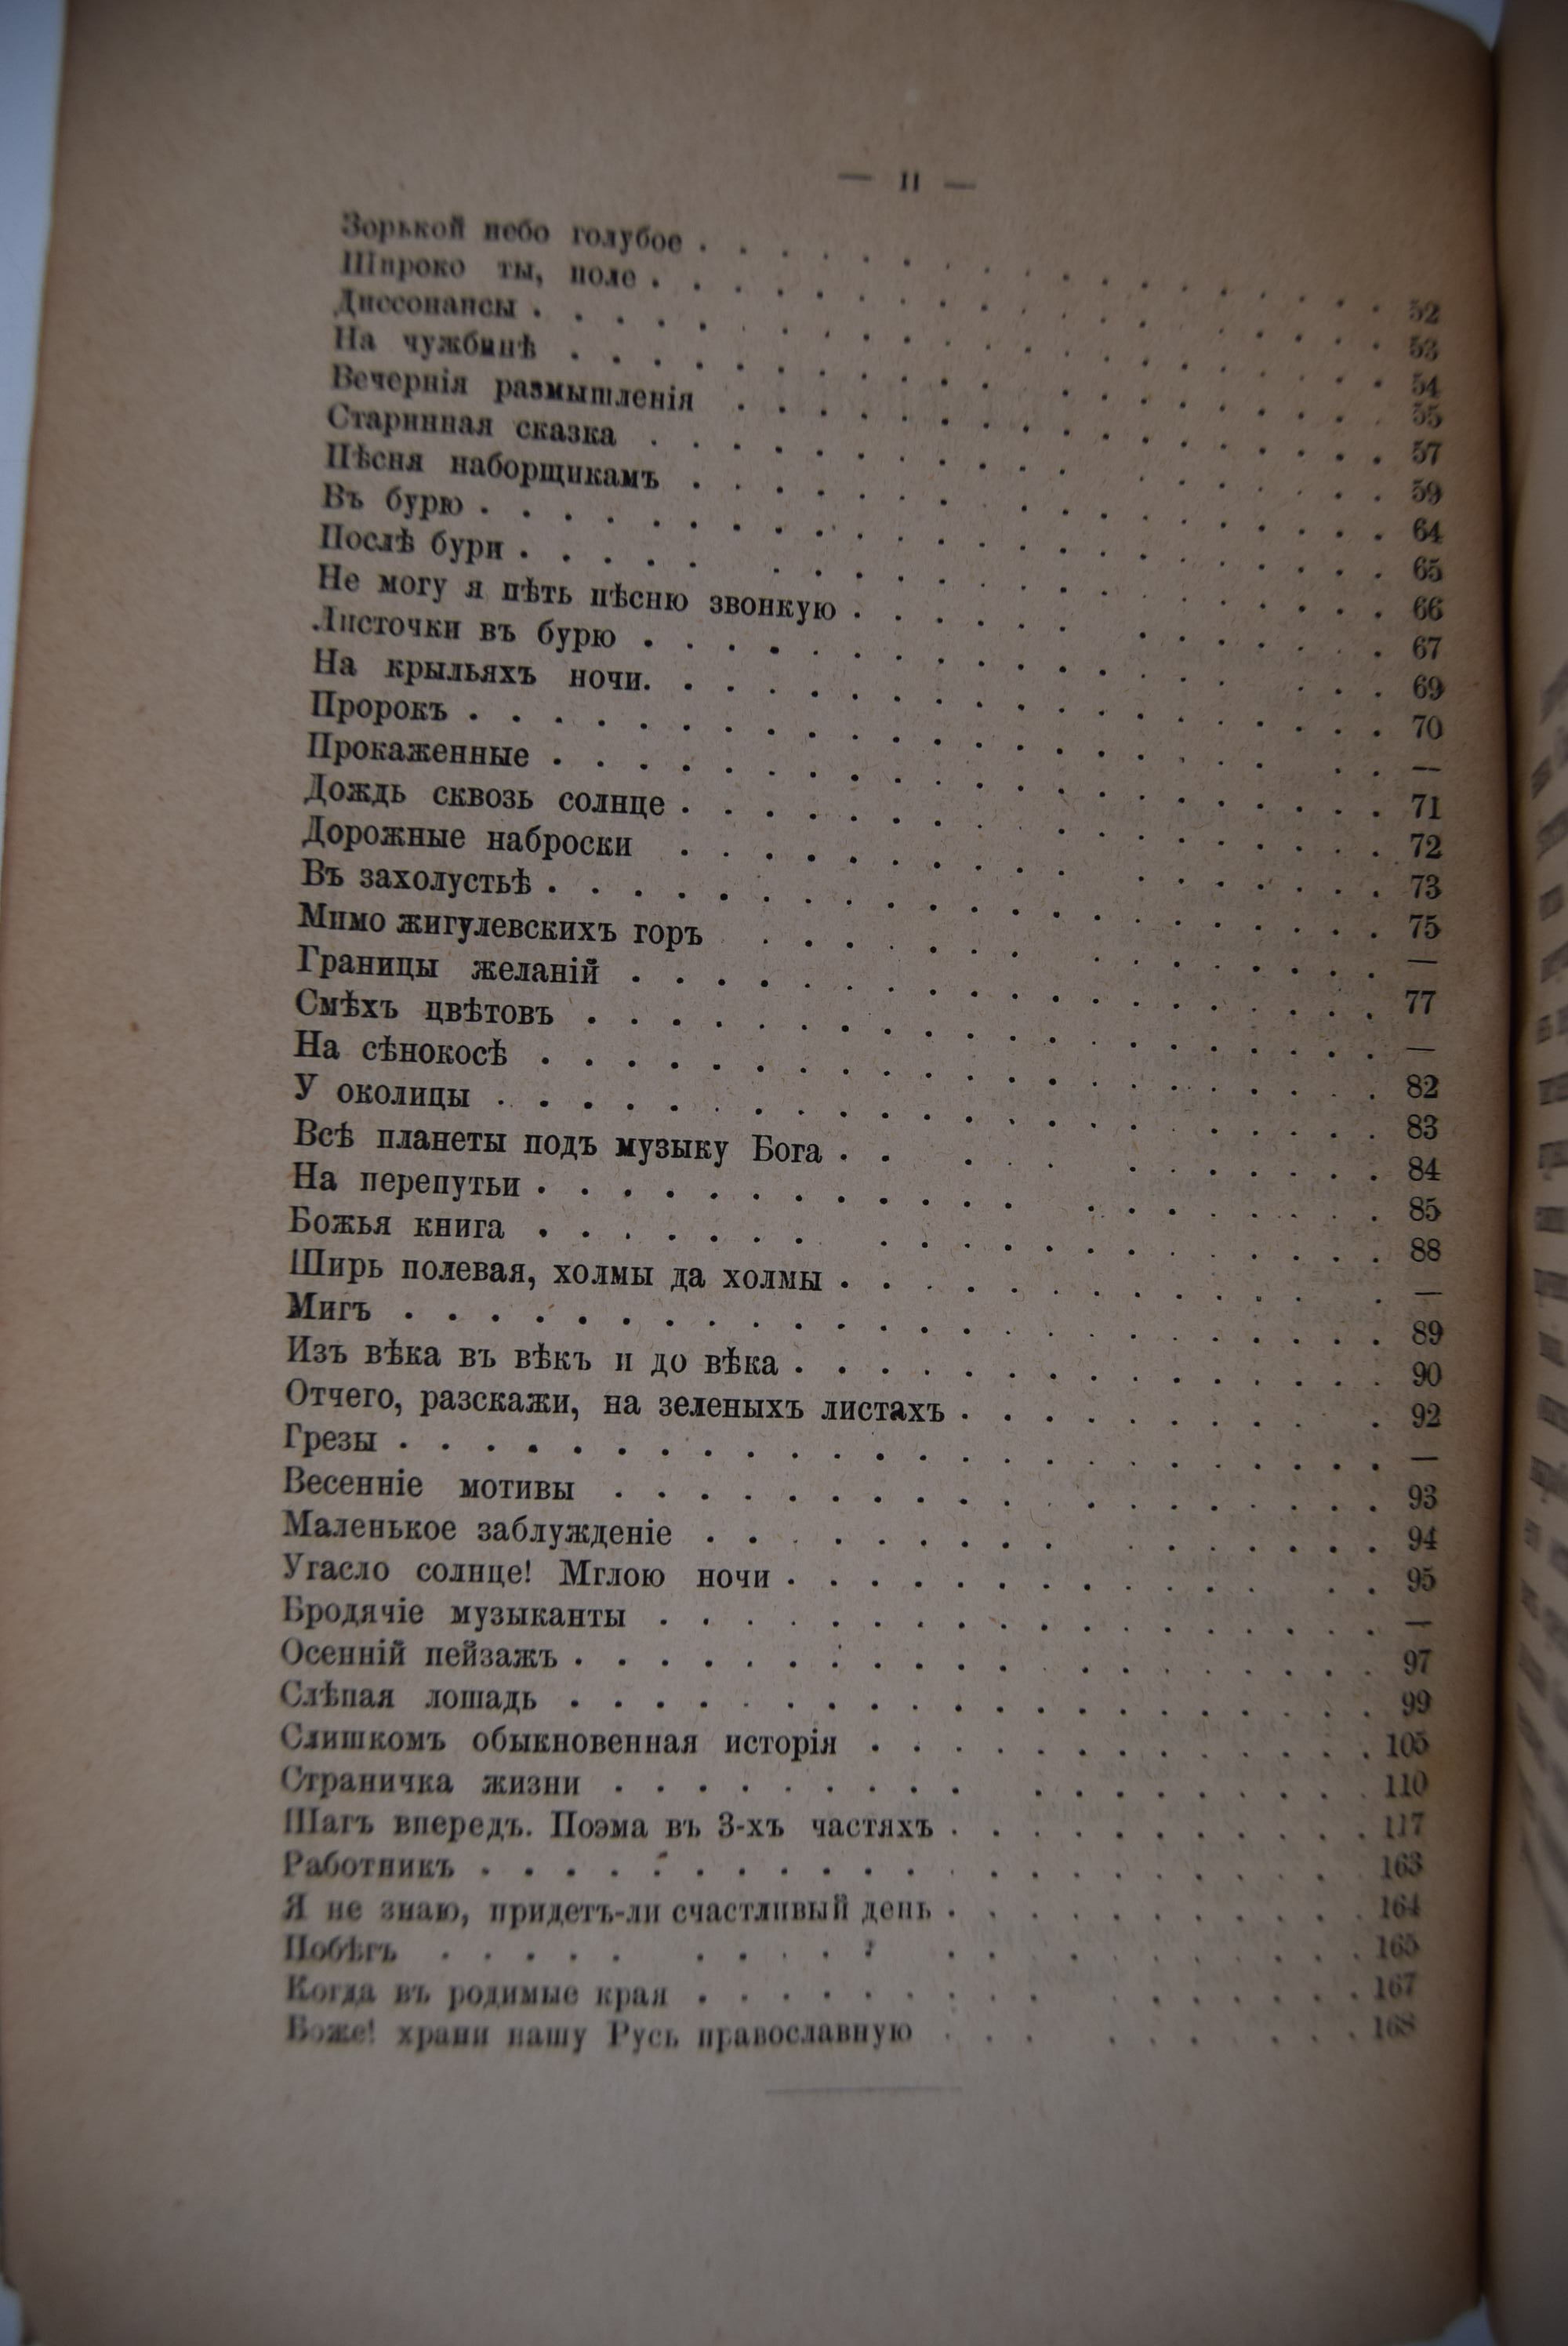 — II —
Зорькой небо голубое . . . . . 52
Широко ты, поле . . . . . 53
Диссонансы . . . . . 54
На чужбинѣ . . . . . 55
Вечернія размышленія . . . . . 57
Старинная сказка . . . . . 59
Пѣсня наборщикамъ . . . . . 64
Въ бурю . . . . . 65
Послѣ бури . . . . . 66
Не могу я пѣть пѣсню звонкую . . . . . 67
Листочки въ бурю . . . . . 69
На крыльяхъ ночи. . . . . . 70
Пророкъ . . . . . —
Прокаженные . . . . . 71
Дождь сквозь солнце . . . . . 72
Дорожные наброски . . . . . 73
Въ захолустьѣ . . . . . 75
Мимо жигулевскихъ горъ . . . . . —
Границы желаній . . . . . 77
Смѣхъ цвѣтовъ . . . . . —
На сѣнокосѣ . . . . . 82
У околицы . . . . . 83
Всѣ планеты подъ музыку Бога . . . . . 84
На перепутьи . . . . . 85
Божья книга . . . . . 88
Ширь полевая, холмы да холмы . . . . . —
Мигъ . . . . . 89
Изъ вѣка въ вѣкъ и до вѣка . . . . . 90
Отчего, разскажи, на зеленыхъ листахъ . . . . . 92
Грезы . . . . . —
Весенніе мотивы . . . . . 93
Маленькое заблужденіе . . . . . 94
Угасло солнце! Мглою ночи . . . . . 95
Бродячіе музыканты . . . . . —
Осенній пейзажъ . . . . . 97
Слѣпая лошадь . . . . . 99
Слишкомъ обыкновенная исторія . . . . . 105
Страничка жизни . . . . . 110
Шагъ впередъ. Поэма въ 3-хъ частяхъ . . . . . 117
Работникъ . . . . . 163
Я не знаю, придетъ-ли счастливый день . . . . . 164
Побѣгъ . . . . . 165
Когда въ родимые края . . . . . 167
Боже! храни нашу Русь православную . . . . . 168